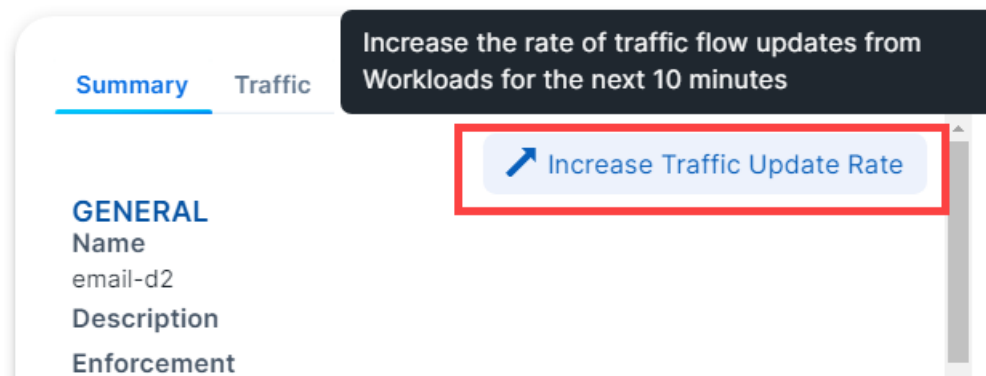 Increase the rate of traffic flow updates from
Workloads for the next 10 minutes
Summary Traffic
Increase Traffic Update Rate
GENERAL
Name
email-d2
Description
Enforcement